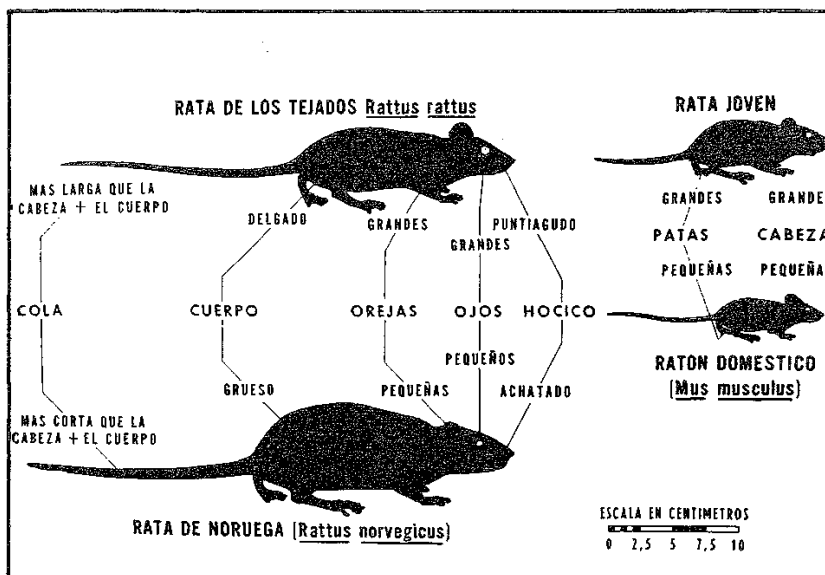 RATA DE LOS TEJADOS Rattus rattus
MAS LARGA QUE LA
CABEZA + EL CUERPO
DELGADO
GRANDES
GRANDES
PUNTIAGUDO
COLA
CUERPO
OREJAS
OJOS
HOCICO
GRUESO
PEQUEÑAS
PEQUEÑOS
ACHATADO
MAS CORTA QUE LA
CABEZA + EL CUERPO
RATA DE NORUEGA (Rattus norvegicus)
RATA JOVEN
GRANDES
GRANDE
PATAS
CABEZA
PEQUEÑAS
PEQUEÑA
RATON DOMESTICO
(Mus musculus)
ESCALA EN CENTIMETROS
0 2,5 5 7,5 10